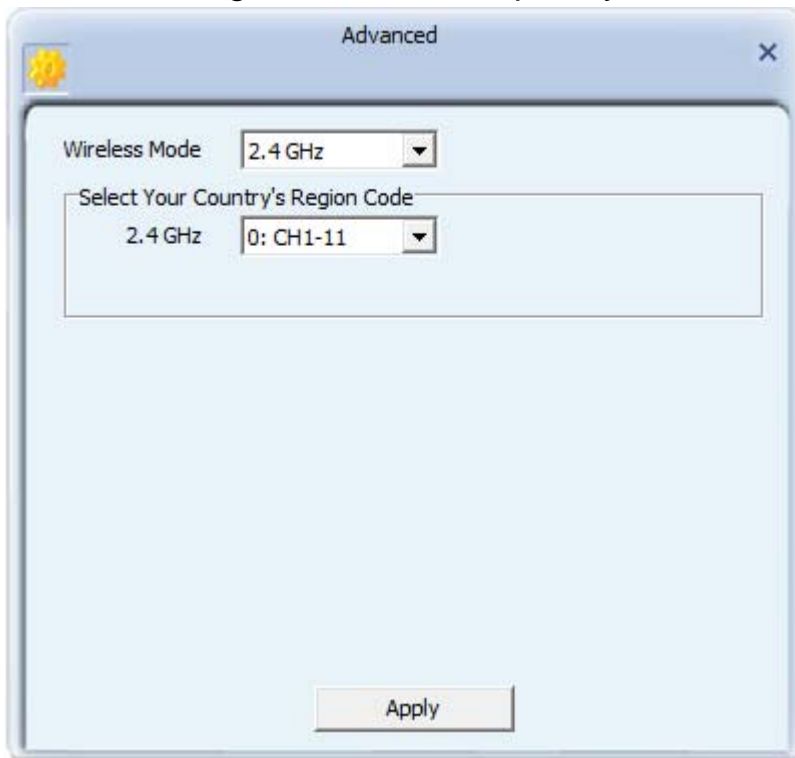 Advanced
Wireless Mode 2.4 GHz
Select Your Country's Region Code
2.4 GHz 0: CH1-11
Apply